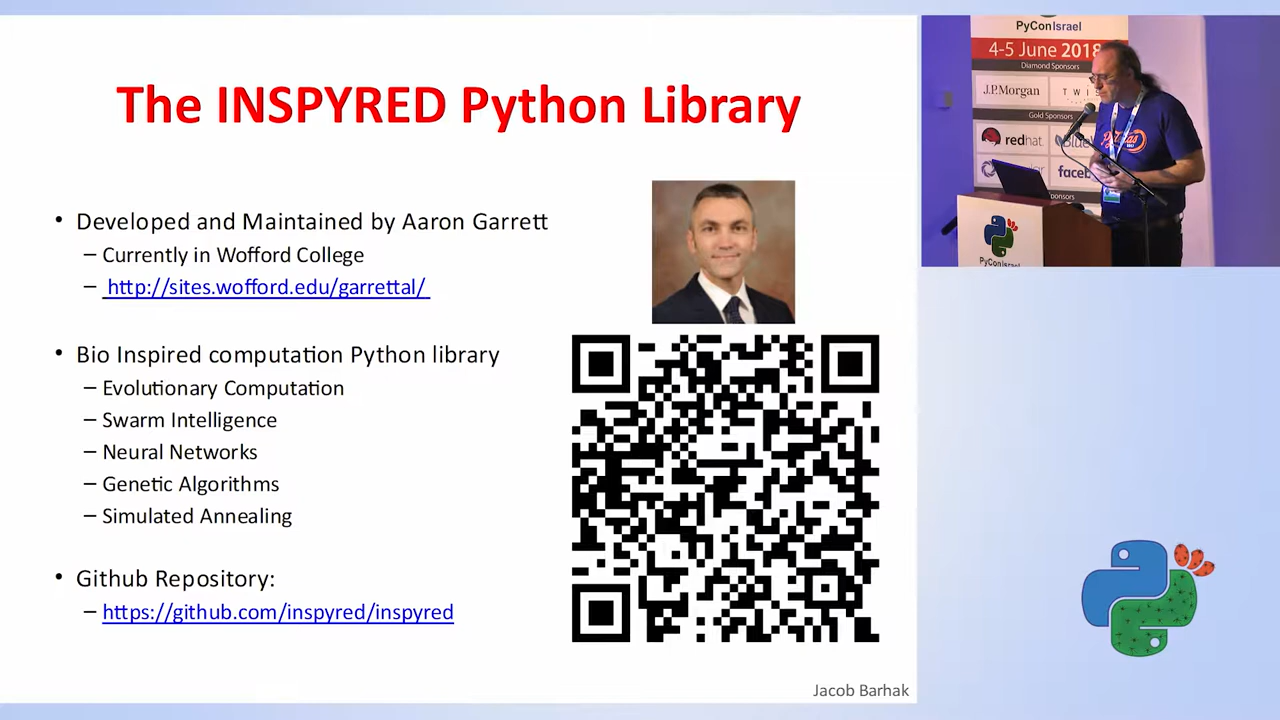 The INSPYRED Python Library
• Developed and Maintained by Aaron Garrett
– Currently in Wofford College
– http://sites.wofford.edu/garrettal/
• Bio Inspired computation Python library
– Evolutionary Computation
– Swarm Intelligence
– Neural Networks
– Genetic Algorithms
– Simulated Annealing
• Github Repository:
– https://github.com/inspyred/inspyred
Jacob Barhak
PyConIsrael
4-5 June 2018
Diamond Sponsors
J.P.Morgan
Gold Sponsors
redhat
PyConIsrael